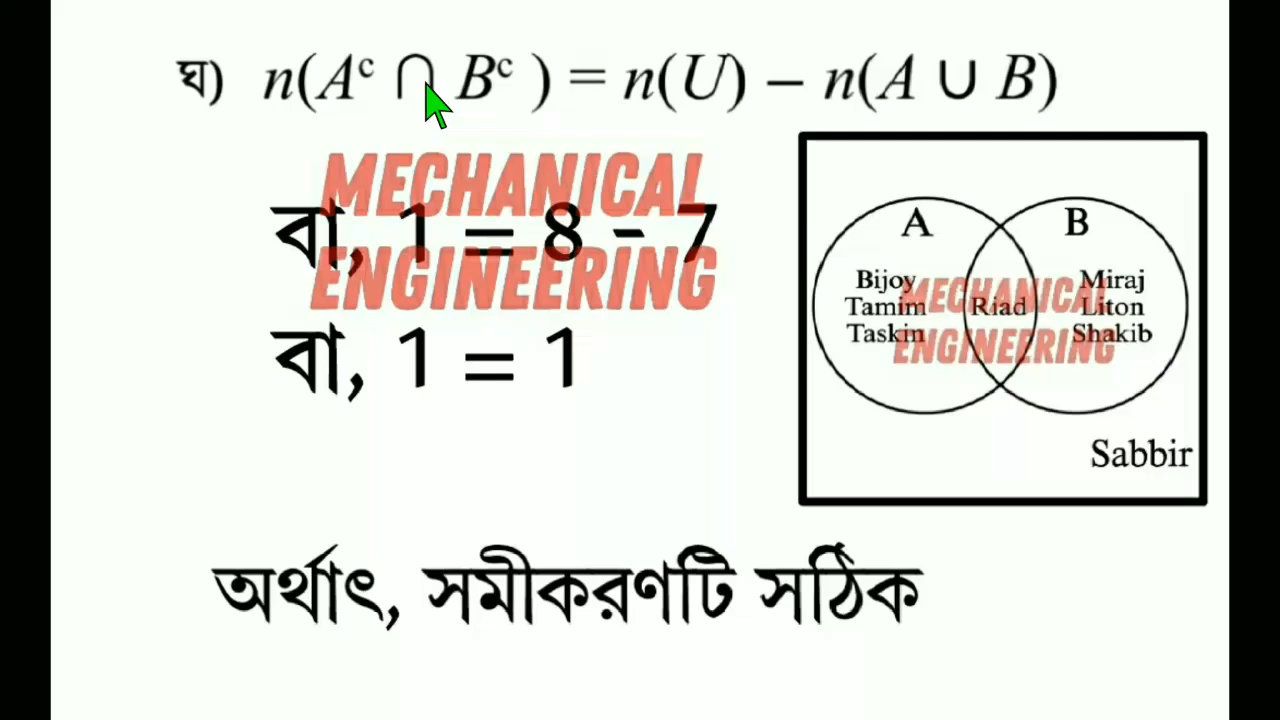 ঘ) n(Aᶜ ∩ Bᶜ ) = n(U) – n(A ∪ B)
MECHANICAL
ENGINEERING
বা, 1 = 8 - 7
বা, 1 = 1
A B
Bijoy Miraj
Tamim Riad Liton
Taskin Shakib
MECHANICAL
ENGINEERING
Sabbir
অর্থাৎ, সমীকরণটি সঠিক